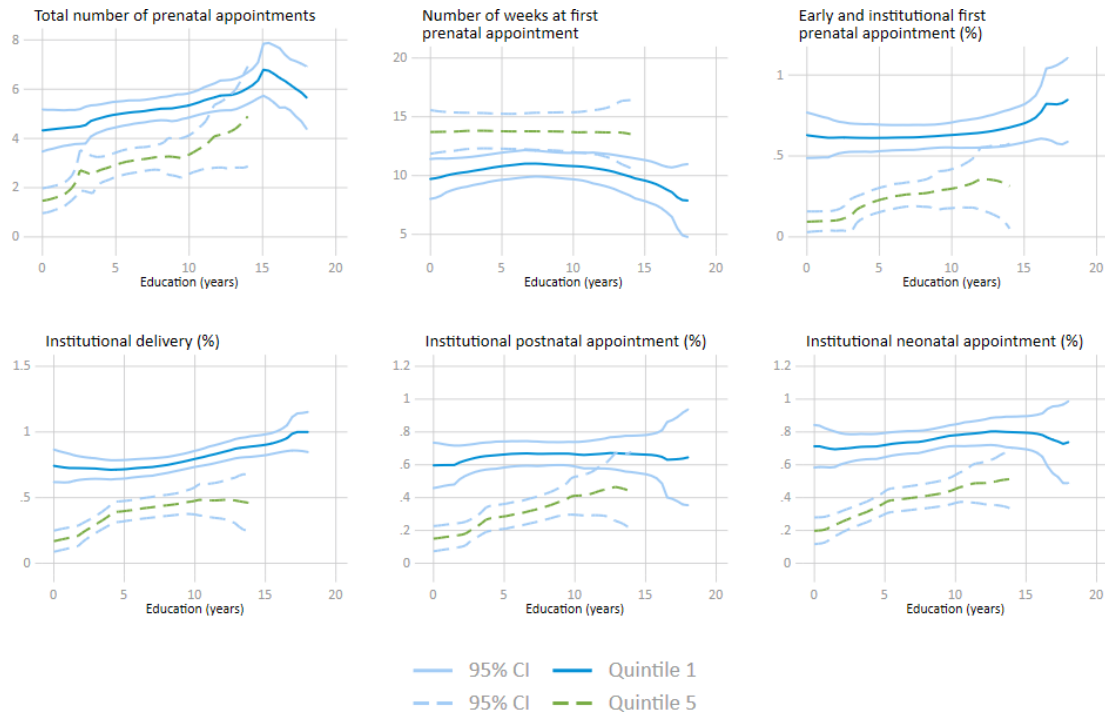 Total number of prenatal appointments
8
6
4
2
0
0 5 10 15 20
Education (years)
Number of weeks at first
prenatal appointment
20
15
10
5
0 5 10 15 20
Education (years)
Early and institutional first
prenatal appointment (%)
1
.5
0
0 5 10 15 20
Education (years)
Institutional delivery (%)
1.5
1
.5
0
0 5 10 15 20
Education (years)
Institutional postnatal appointment (%)
1.2
1
.8
.6
.4
.2
0
0 5 10 15 20
Education (years)
Institutional neonatal appointment (%)
1.2
1
.8
.6
.4
.2
0
0 5 10 15 20
Education (years)
95% CI Quintile 1
95% CI Quintile 5